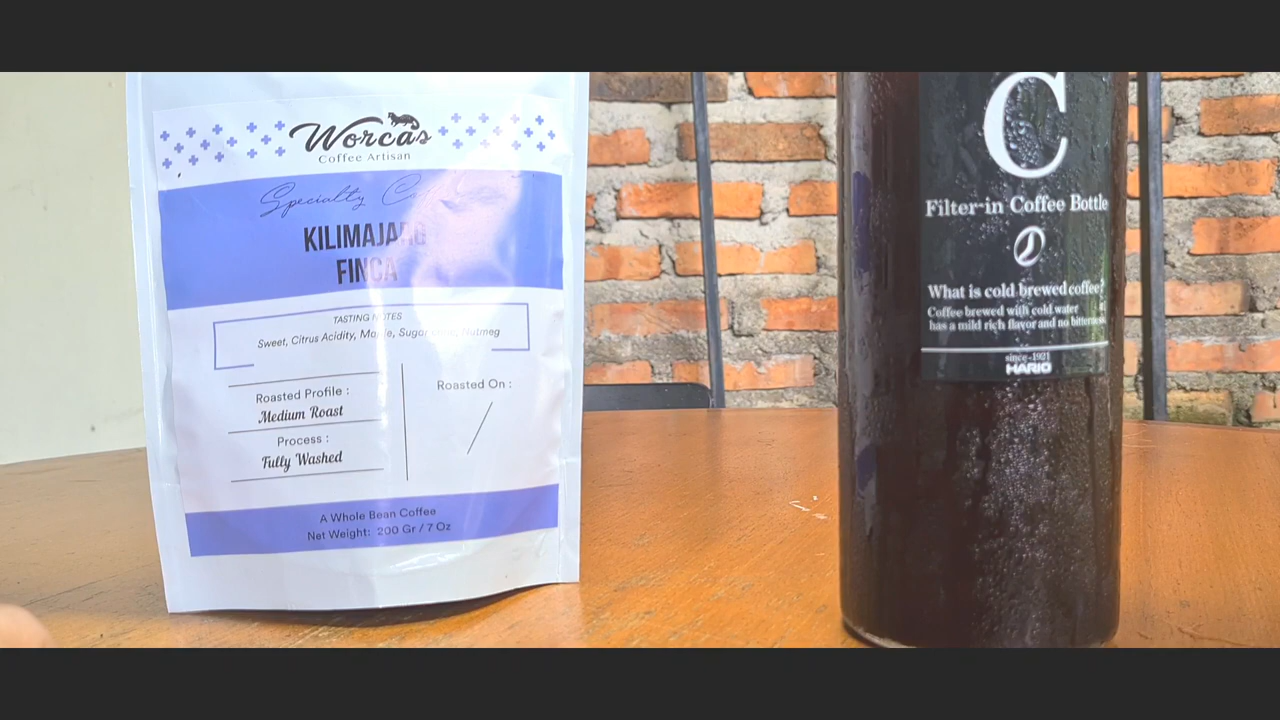 Worcas
Coffee Artisan
Specialty
KILIMAJARO
FINCA
TASTING NOTES
Sweet, Citrus Acidity, Maple, Sugar Nutmeg
Roasted Profile :
Medium Roast
Process :
Fully Washed
Roasted On :
/
A Whole Bean Coffee
Net Weight: 200 Gr / 7 Oz
C
Filter-in Coffee Bottle
What is cold brewed coffee?
Coffee brewed with cold water
has a mild rich flavor and no bitterness.
since 1921
HARIO